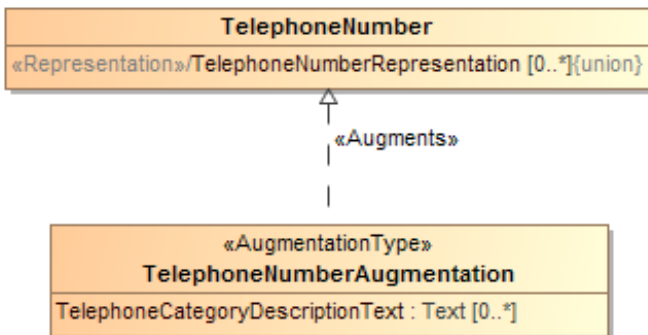 TelephoneNumber
«Representation»/TelephoneNumberRepresentation [0..*]{union}
«Augments»
«AugmentationType»
TelephoneNumberAugmentation
TelephoneCategoryDescriptionText : Text [0..*]